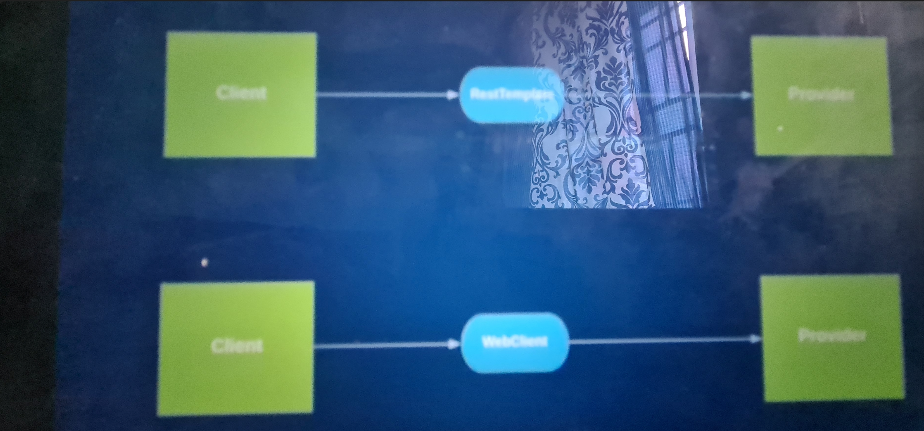 Client
RestTemplate
Provider
Client
WebClient
Provider